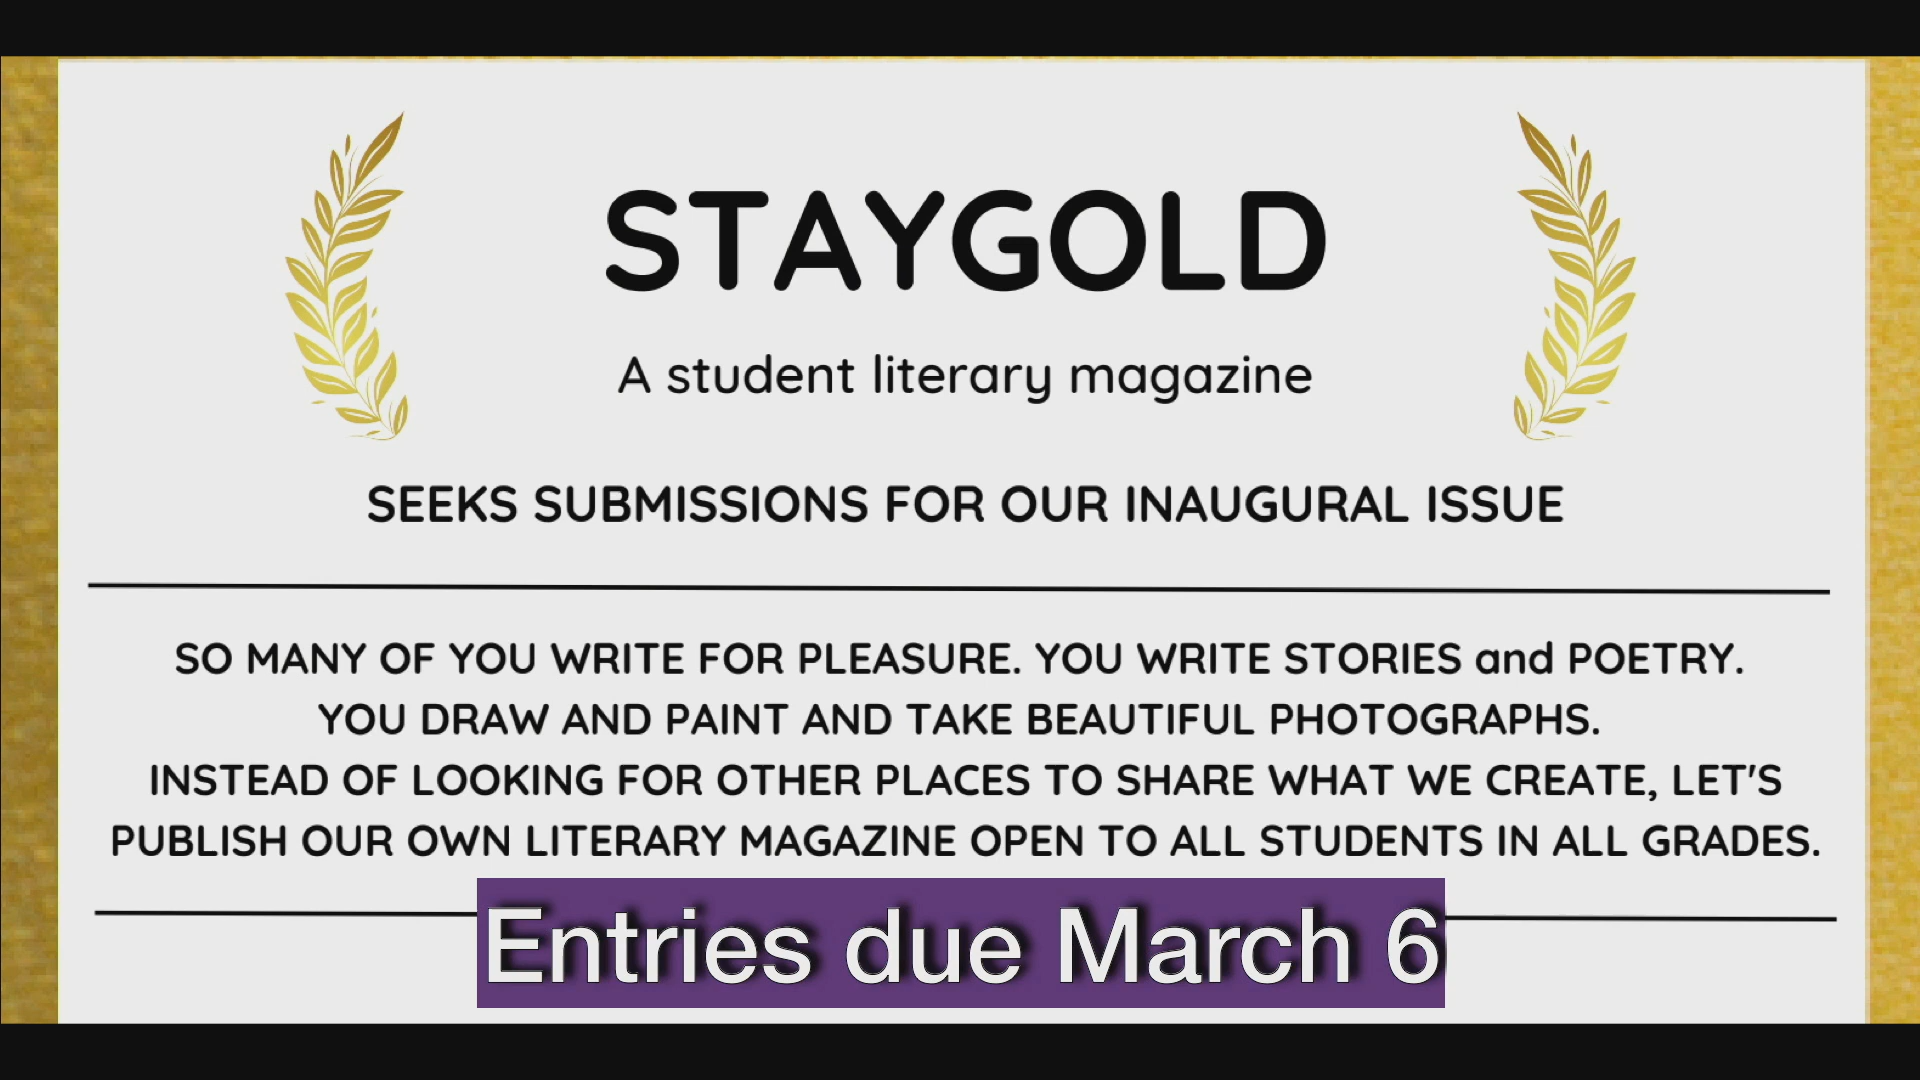 STAYGOLD
A student literary magazine
SEEKS SUBMISSIONS FOR OUR INAUGURAL ISSUE
SO MANY OF YOU WRITE FOR PLEASURE. YOU WRITE STORIES and POETRY.
YOU DRAW AND PAINT AND TAKE BEAUTIFUL PHOTOGRAPHS.
INSTEAD OF LOOKING FOR OTHER PLACES TO SHARE WHAT WE CREATE, LET'S
PUBLISH OUR OWN LITERARY MAGAZINE OPEN TO ALL STUDENTS IN ALL GRADES.
Entries due March 6